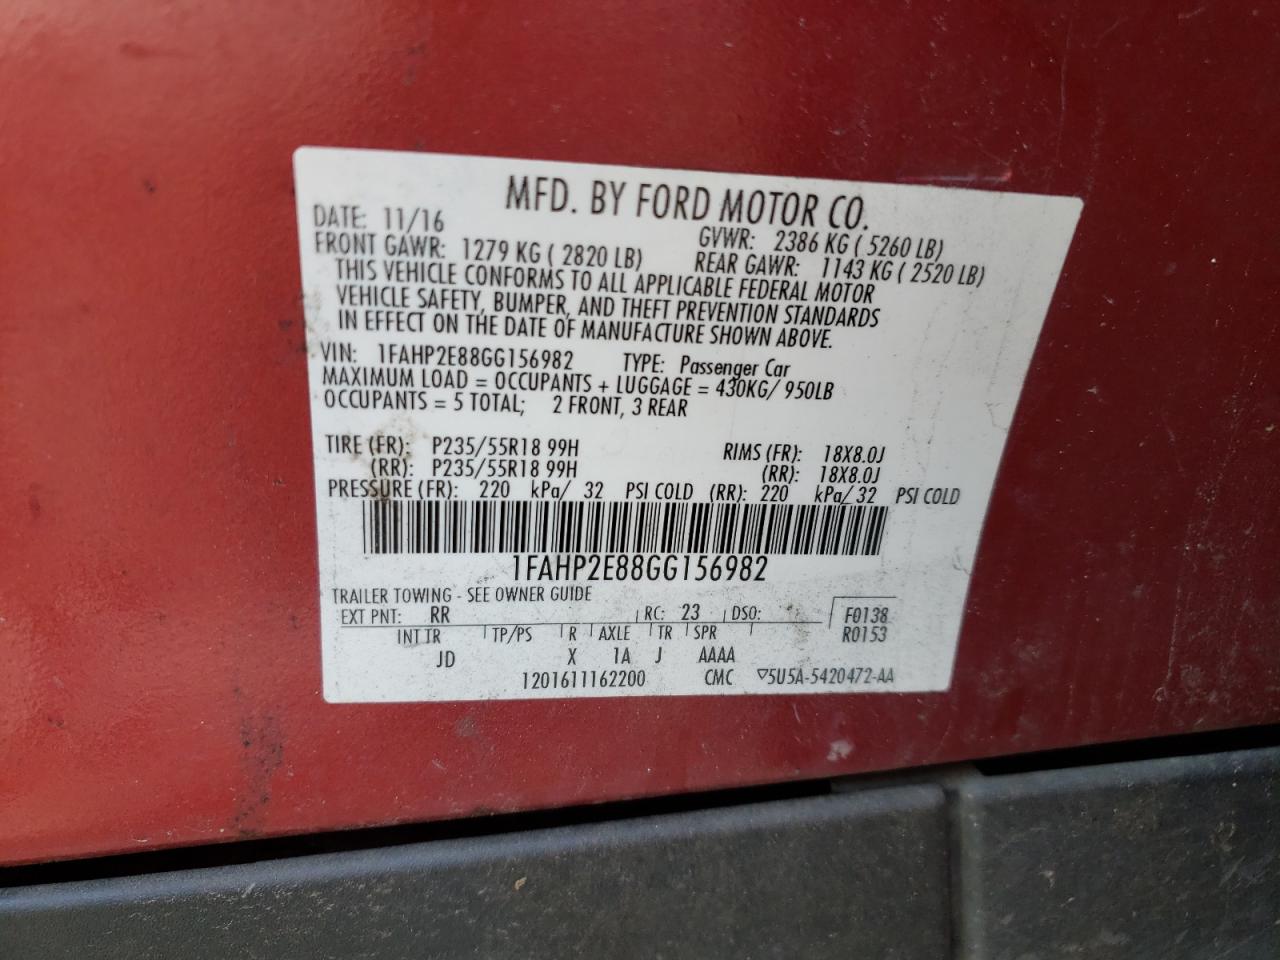 MFD. BY FORD MOTOR CO.
DATE: 11/16 GVWR: 2386 KG ( 5260 LB)
FRONT GAWR: 1279 KG ( 2820 LB) REAR GAWR: 1143 KG ( 2520 LB)
THIS VEHICLE CONFORMS TO ALL APPLICABLE FEDERAL MOTOR
VEHICLE SAFETY, BUMPER, AND THEFT PREVENTION STANDARDS
IN EFFECT ON THE DATE OF MANUFACTURE SHOWN ABOVE.
VIN: 1FAHP2E88GG156982 TYPE: Passenger Car
MAXIMUM LOAD = OCCUPANTS + LUGGAGE = 430KG/ 950LB
OCCUPANTS = 5 TOTAL; 2 FRONT, 3 REAR
TIRE (FR): P235/55R18 99H RIMS (FR): 18X8.0J
(RR): P235/55R18 99H (RR): 18X8.0J
PRESSURE (FR): 220 kPa/ 32 PSI COLD (RR): 220 kPa/ 32 PSI COLD
1FAHP2E88GG156982
TRAILER TOWING - SEE OWNER GUIDE
EXT PNT: RR RC: 23 DSO: F0138
INT TR TP/PS R AXLE TR SPR R0153
JD X 1A J AAAA
1201611162200 CMC ▽5U5A-5420472-AA